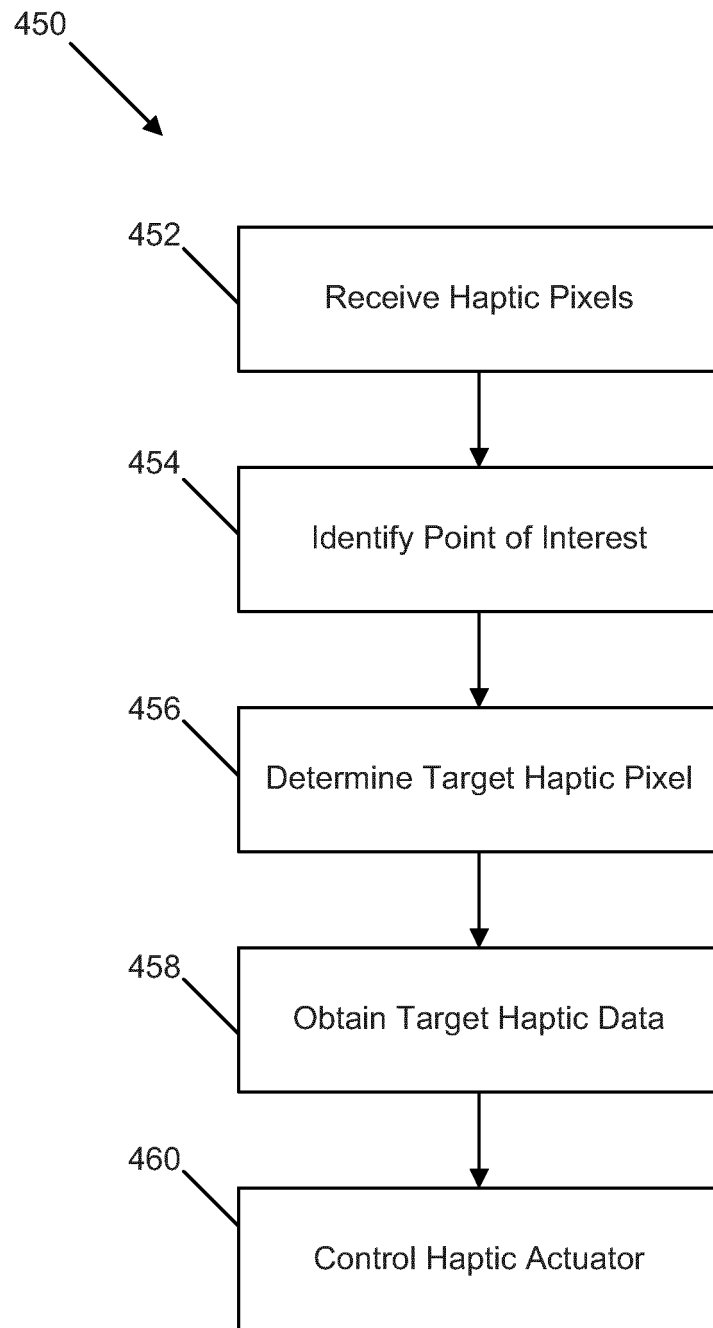 450
452
Receive Haptic Pixels
454
Identify Point of Interest
456
Determine Target Haptic Pixel
458
Obtain Target Haptic Data
460
Control Haptic Actuator